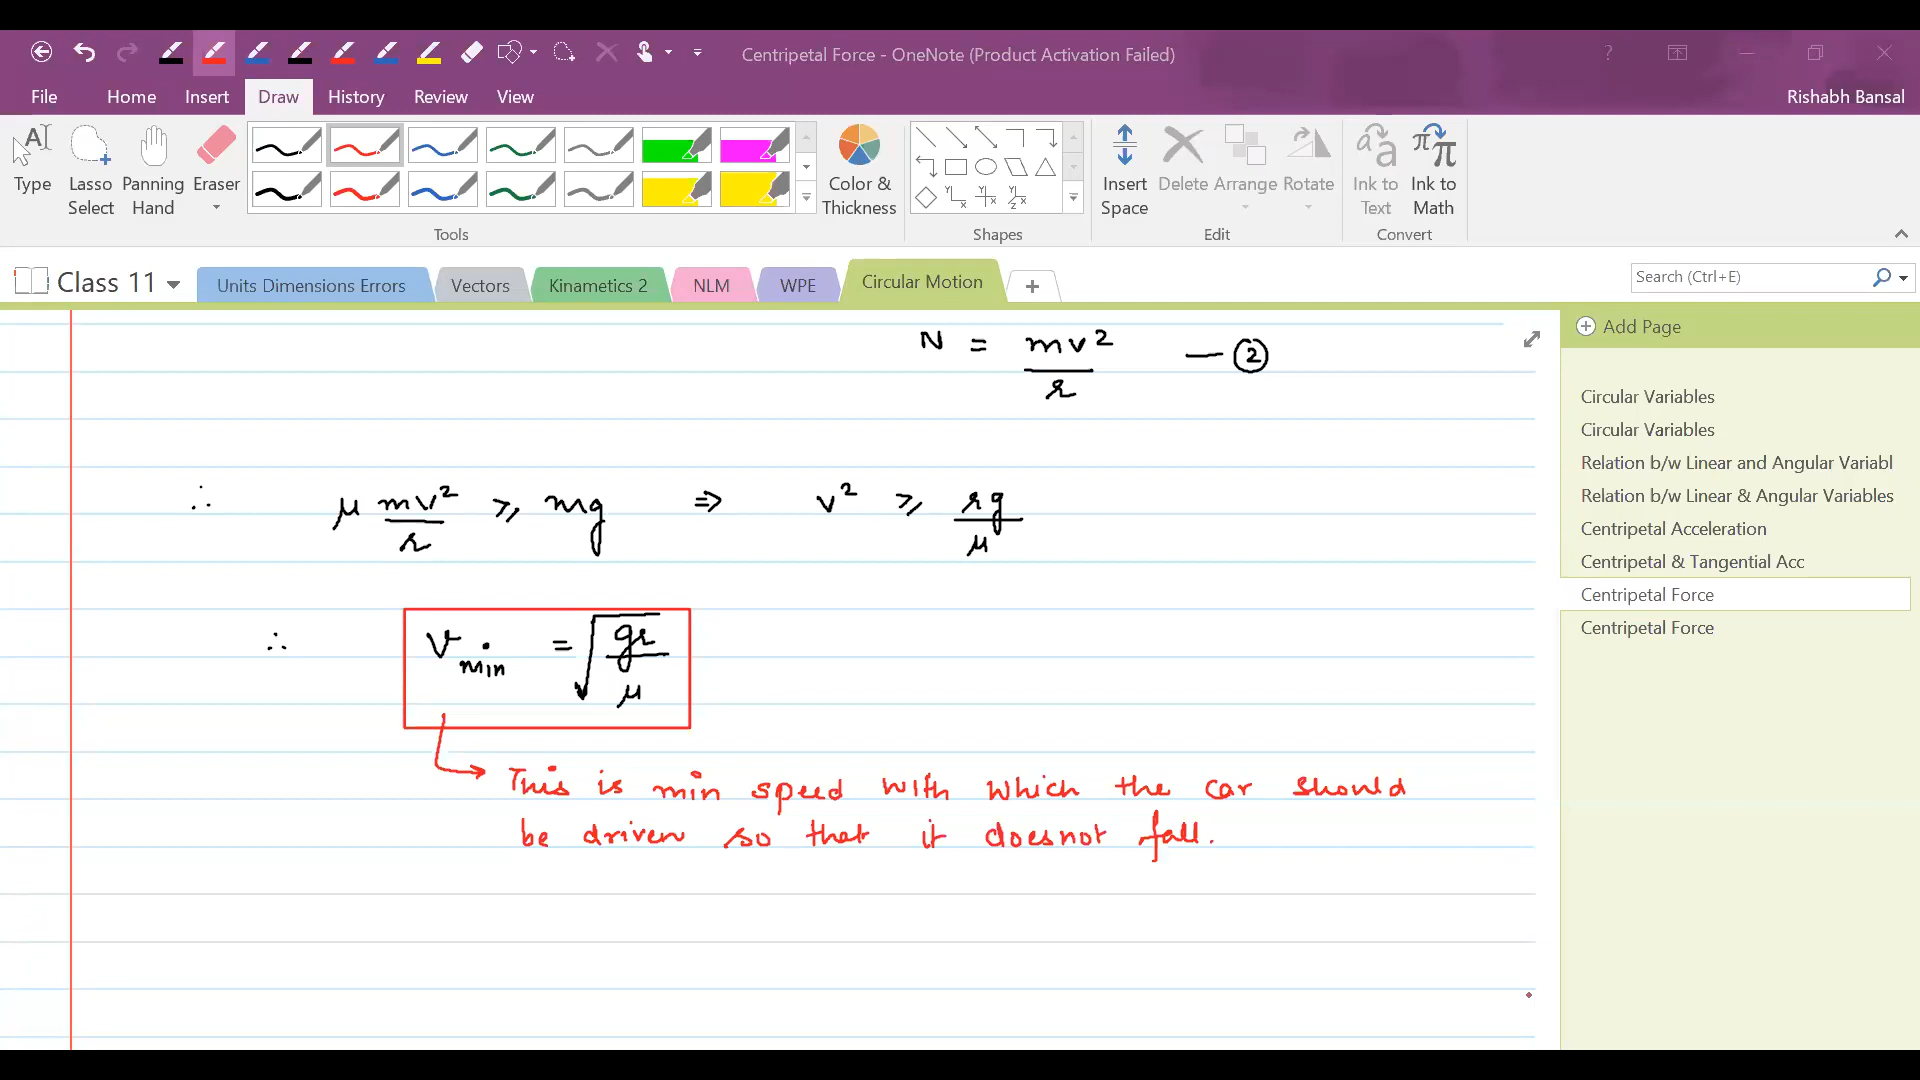 Centripetal Force - OneNote (Product Activation Failed)
File Home Insert Draw History Review View Rishabh Bansal
Type Lasso Select Panning Hand Eraser Color & Thickness Insert Space Delete Arrange Rotate Ink to Text Ink to Math
Tools Shapes Edit Convert
Class 11 Units Dimensions Errors Vectors Kinametics 2 NLM WPE Circular Motion + Search (Ctrl+E)
Add Page
Circular Variables
Circular Variables
Relation b/w Linear and Angular Variabl
Relation b/w Linear & Angular Variables
Centripetal Acceleration
Centripetal & Tangential Acc
Centripetal Force
Centripetal Force
N = mv²/r — ②
∴ μ mv²/r ≥ mg ⇒ v² ≥ rg/μ
∴ Vmin = √(gr/μ)
This is min speed with which the car should
be driven so that it doesnot fall.